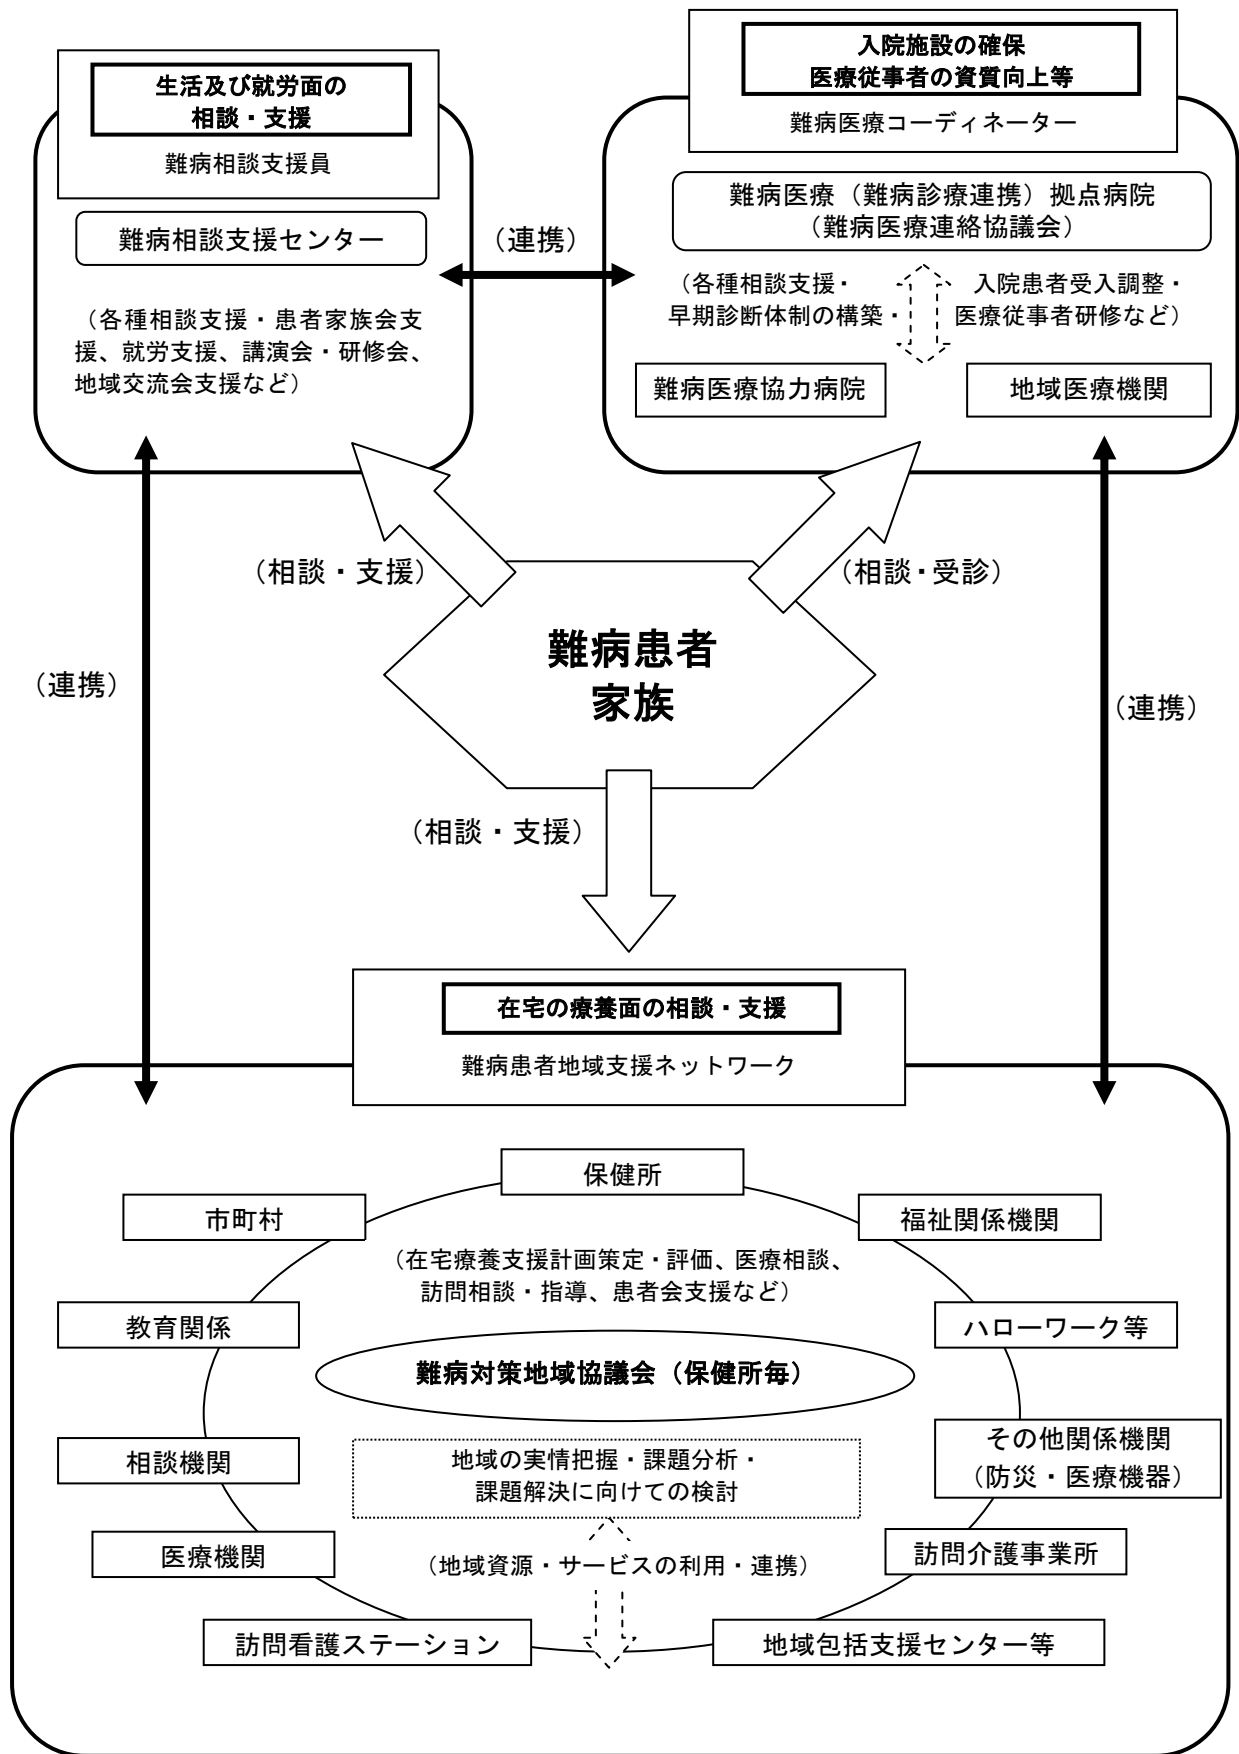 生活及び就労面の
相談・支援
難病相談支援員
難病相談支援センター
（各種相談支援・患者家族会支
援、就労支援、講演会・研修会、
地域交流会支援など）
（連携）
入院施設の確保
医療従事者の資質向上等
難病医療コーディネーター
難病医療（難病診療連携）拠点病院
（難病医療連絡協議会）
（各種相談支援・　入院患者受入調整・
早期診断体制の構築・　医療従事者研修など）
難病医療協力病院
地域医療機関
（相談・支援）
（相談・受診）
難病患者
家族
（連携）
（連携）
（相談・支援）
在宅の療養面の相談・支援
難病患者地域支援ネットワーク
保健所
市町村
福祉関係機関
（在宅療養支援計画策定・評価、医療相談、
訪問相談・指導、患者会支援など）
教育関係
ハローワーク等
難病対策地域協議会（保健所毎）
相談機関
その他関係機関
（防災・医療機器）
地域の実情把握・課題分析・
課題解決に向けての検討
医療機関
訪問介護事業所
（地域資源・サービスの利用・連携）
訪問看護ステーション
地域包括支援センター等